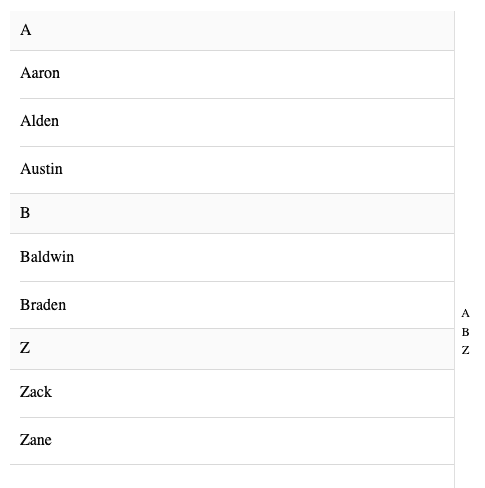 A
Aaron
Alden
Austin
B
Baldwin
Braden
Z
Zack
Zane
A
B
Z